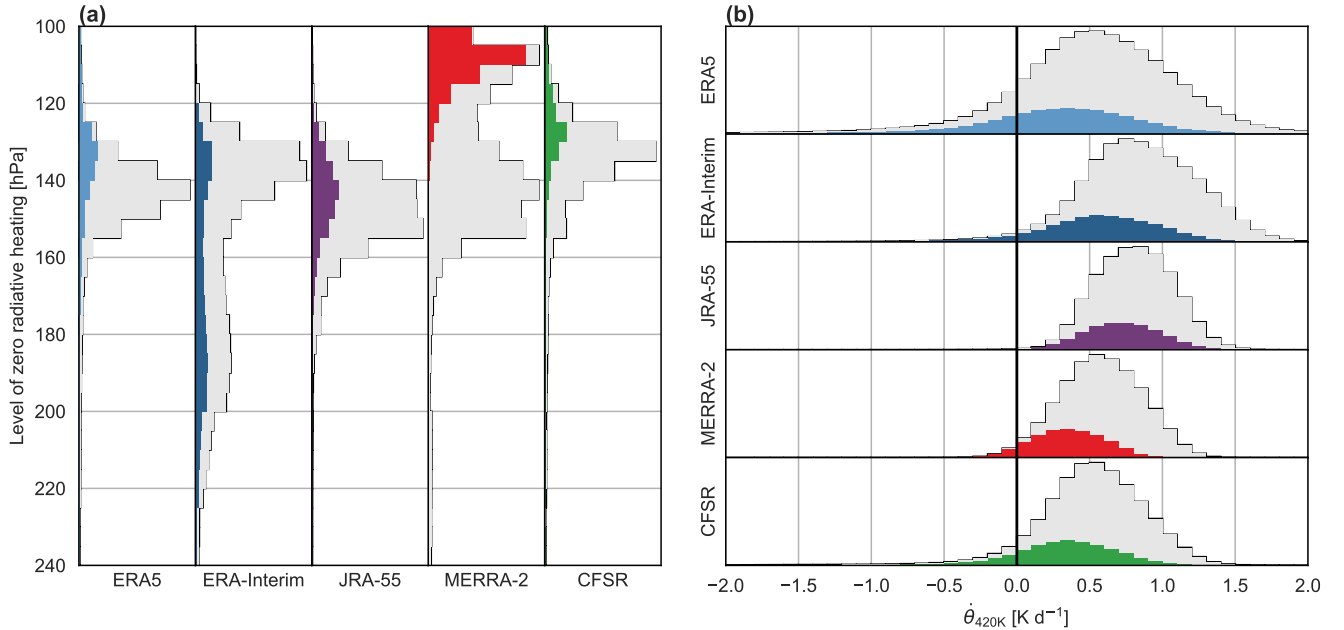 (a)
Level of zero radiative heating [hPa]
100
120
140
160
180
200
220
240
ERA5 ERA-Interim JRA-55 MERRA-2 CFSR
(b)
ERA5
ERA-Interim
JRA-55
MERRA-2
CFSR
−2.0 −1.5 −1.0 −0.5 0.0 0.5 1.0 1.5 2.0
θ̇420K [K d−1]